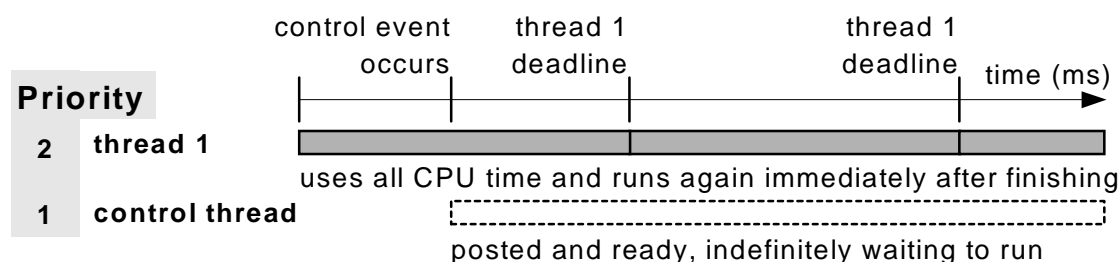 control event occurs
thread 1 deadline
thread 1 deadline
time (ms)
Priority
2 thread 1
uses all CPU time and runs again immediately after finishing
1 control thread
posted and ready, indefinitely waiting to run